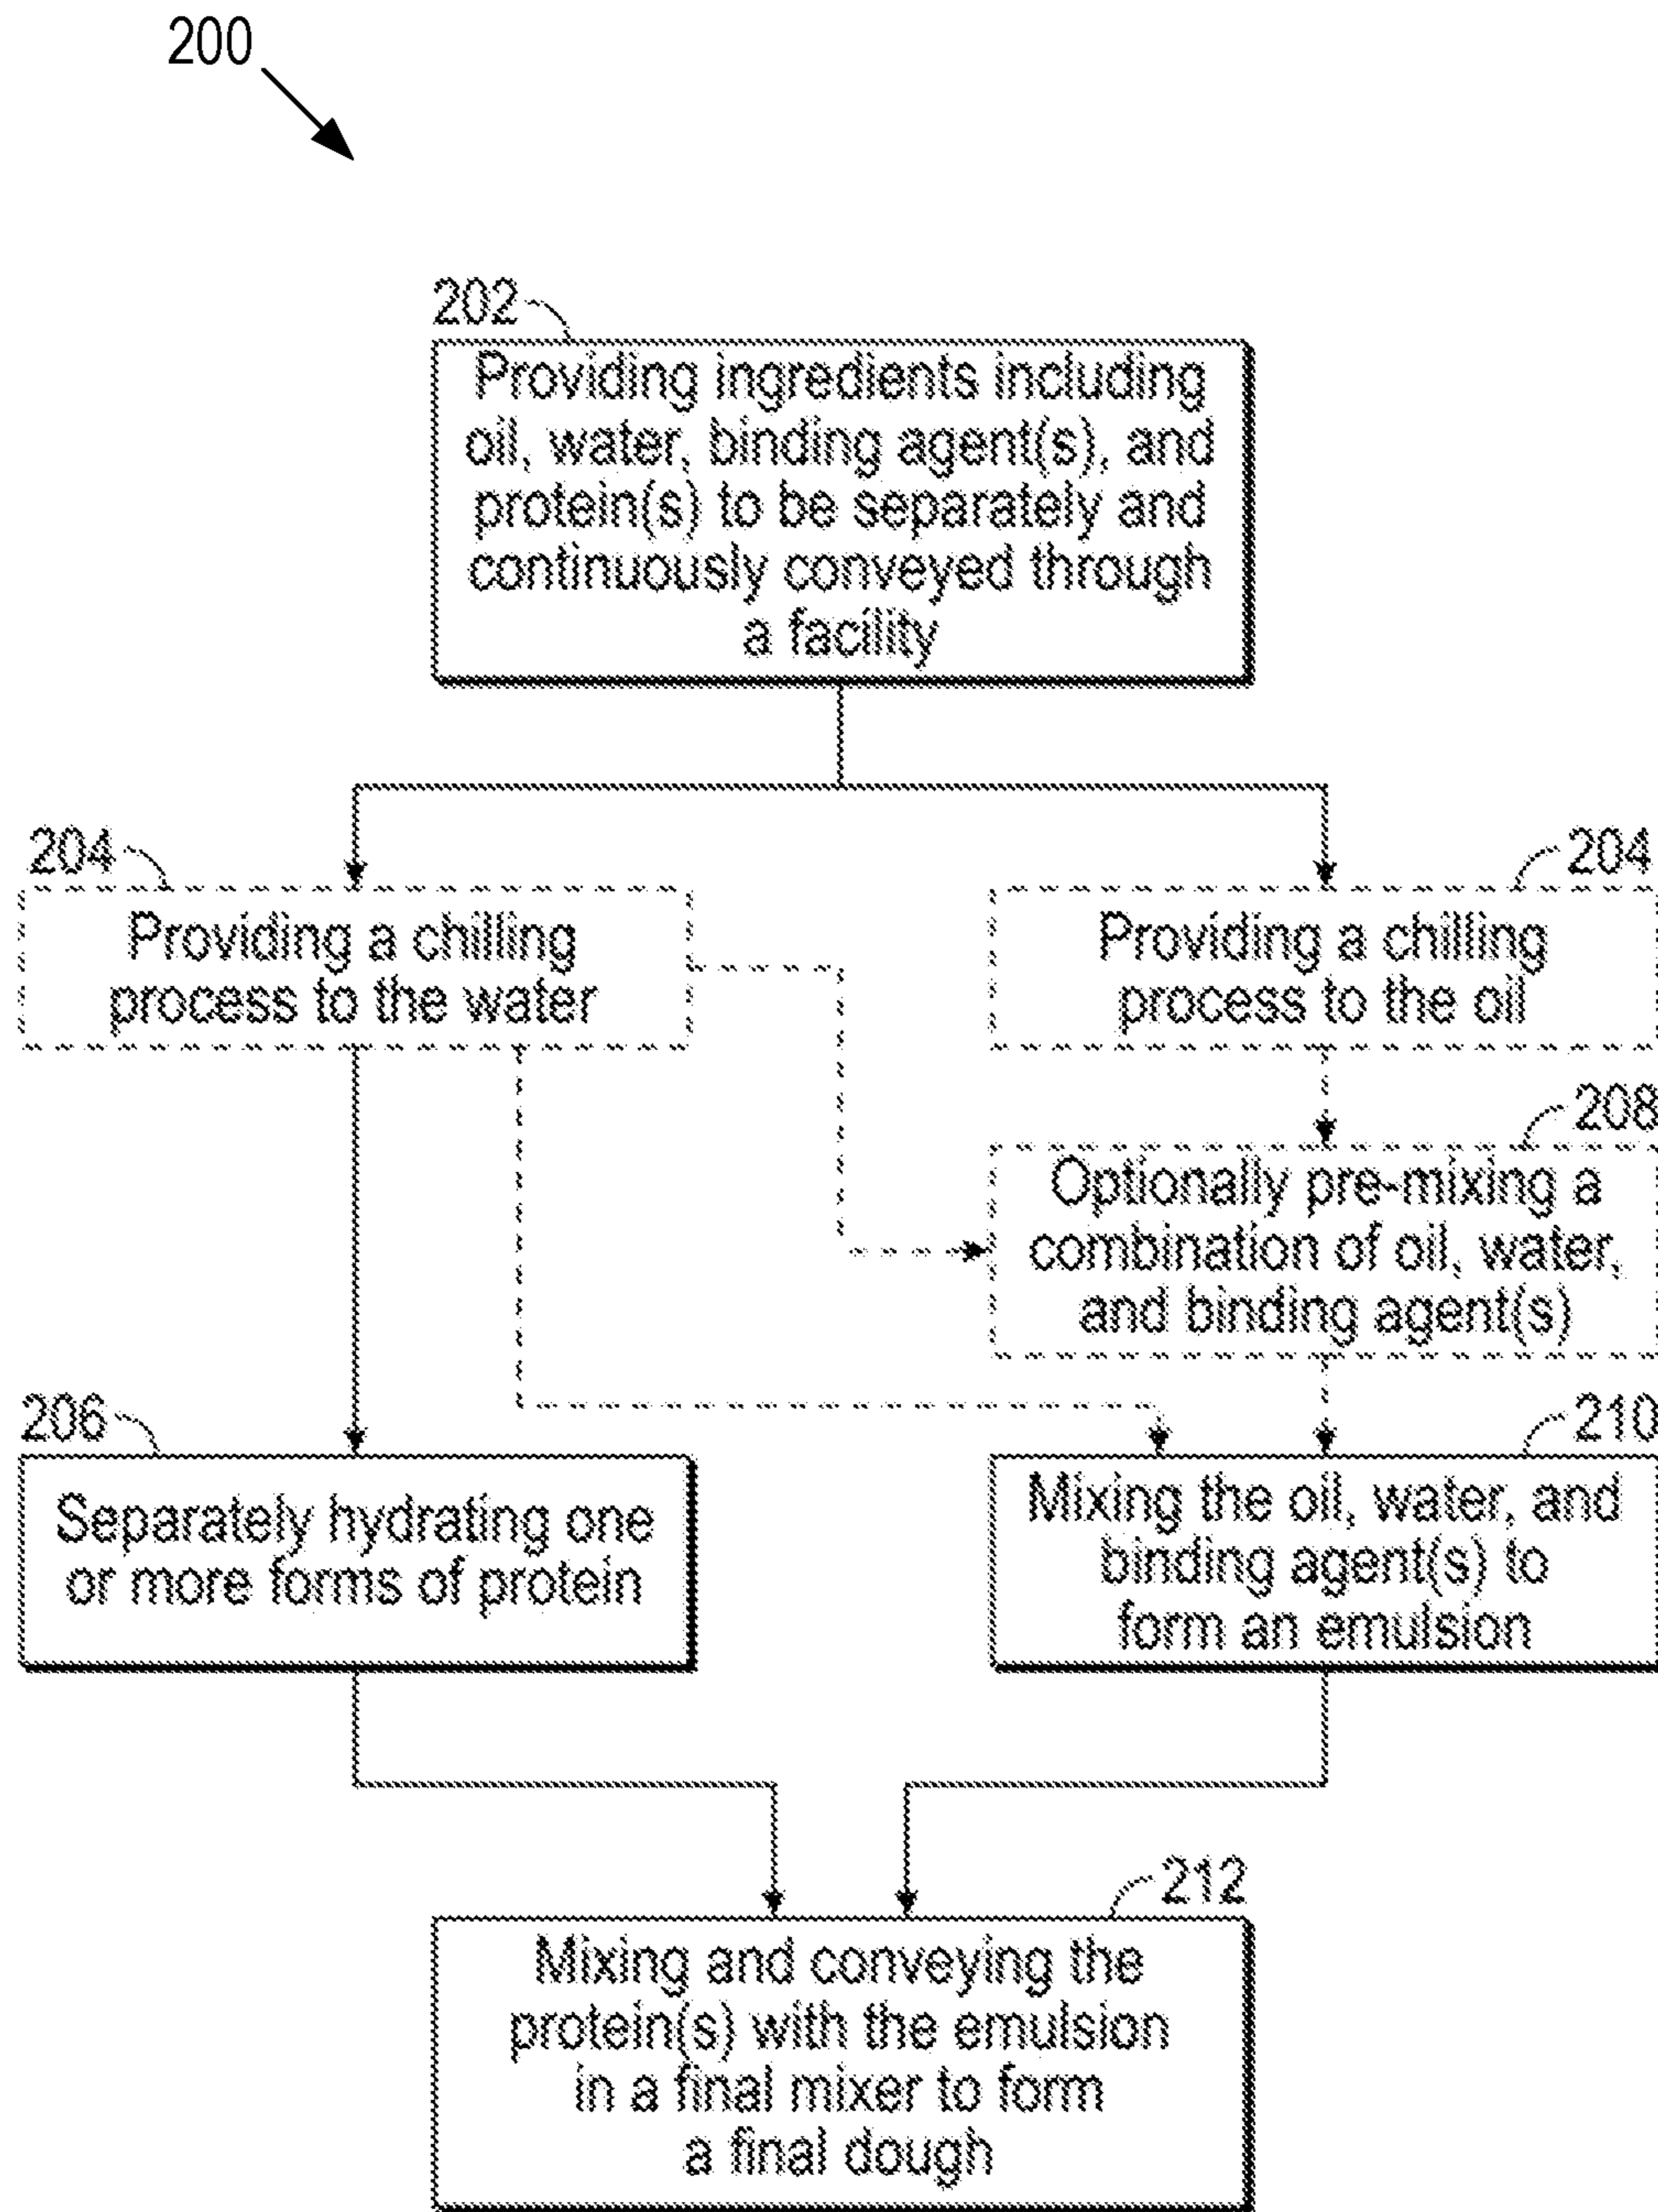 200
202
Providing ingredients including
oil, water, binding agent(s), and
protein(s) to be separately and
continuously conveyed through
a facility
204
Providing a chilling
process to the water
204
Providing a chilling
process to the oil
208
Optionally pre-mixing a
combination of oil, water,
and binding agent(s)
206
Separately hydrating one
or more forms of protein
210
Mixing the oil, water, and
binding agent(s) to
form an emulsion
212
Mixing and conveying the
protein(s) with the emulsion
in a final mixer to form
a final dough